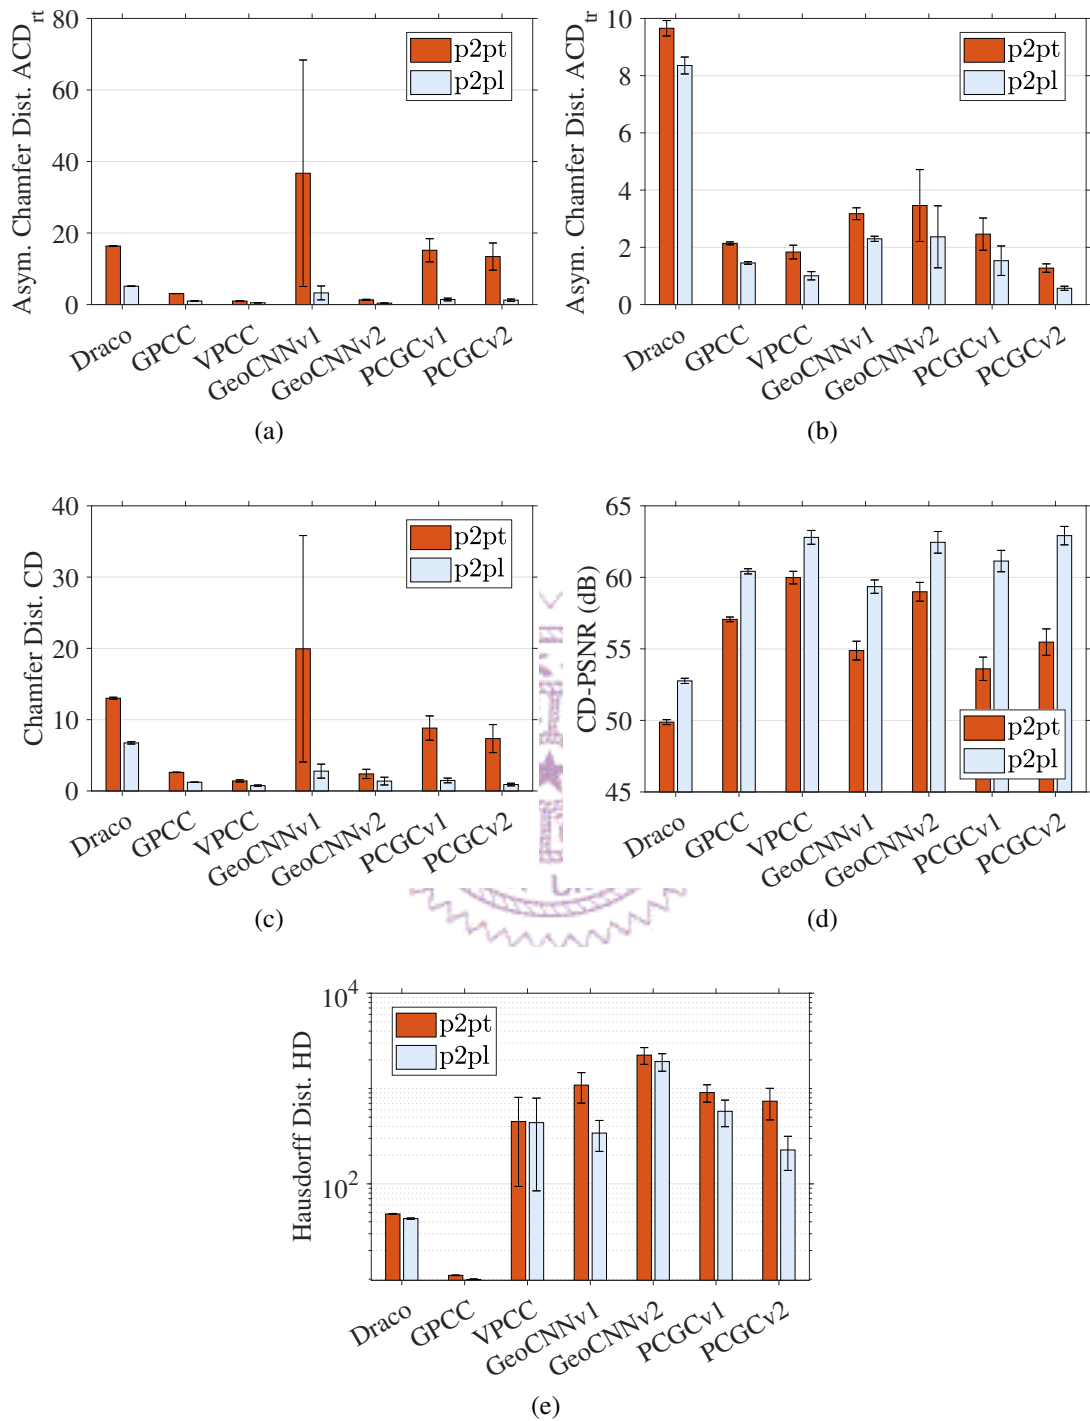 Asym. Chamfer Dist. ACD_rt
80
60
40
20
0
p2pt
p2pl
Draco
GPCC
VPCC
GeoCNNv1
GeoCNNv2
PCGCv1
PCGCv2
(a)
Asym. Chamfer Dist. ACD_tr
10
8
6
4
2
0
p2pt
p2pl
Draco
GPCC
VPCC
GeoCNNv1
GeoCNNv2
PCGCv1
PCGCv2
(b)
Chamfer Dist. CD
40
30
20
10
0
p2pt
p2pl
Draco
GPCC
VPCC
GeoCNNv1
GeoCNNv2
PCGCv1
PCGCv2
(c)
CD-PSNR (dB)
65
60
55
50
45
p2pt
p2pl
Draco
GPCC
VPCC
GeoCNNv1
GeoCNNv2
PCGCv1
PCGCv2
(d)
Hausdorff Dist. HD
10^4
10^2
p2pt
p2pl
Draco
GPCC
VPCC
GeoCNNv1
GeoCNNv2
PCGCv1
PCGCv2
(e)